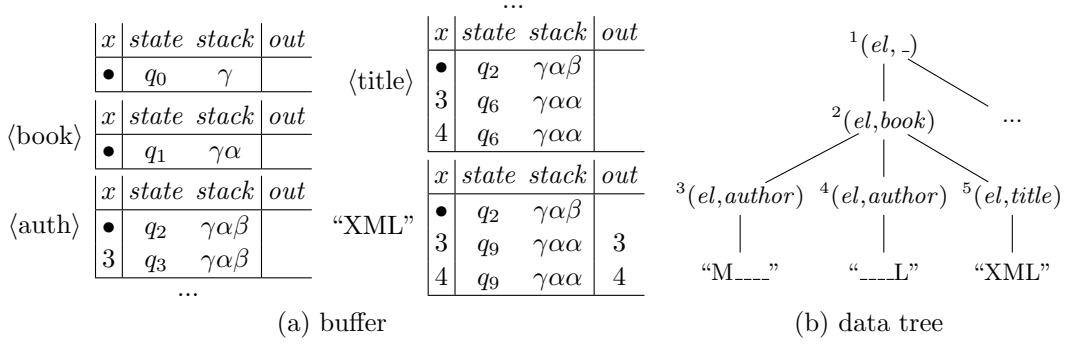 x state stack out
• q₀ γ
⟨book⟩
x state stack out
• q₁ γα
⟨auth⟩
x state stack out
• q₂ γαβ
3 q₃ γαβ
...
...
⟨title⟩
x state stack out
• q₂ γαβ
3 q₆ γαα
4 q₆ γαα
“XML”
x state stack out
• q₂ γαβ
3 q₉ γαα 3
4 q₉ γαα 4
(a) buffer
¹(el, _)
²(el,book) ...
³(el,author) ⁴(el,author) ⁵(el,title)
“M____” “____L” “XML”
(b) data tree